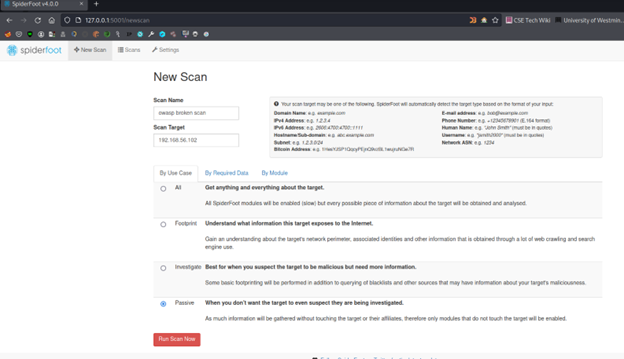 SpiderFoot v4.0.0
127.0.0.1:5001/newscan
CSE Tech Wiki
University of Westmin...
spiderfoot
New Scan
Scans
Settings
New Scan
Scan Name
owasp broken scan
Scan Target
192.168.56.102
Your scan target may be one of the following. SpiderFoot will automatically detect the target type based on the format of your input:
Domain Name: e.g. example.com
IPv4 Address: e.g. 1.2.3.4
IPv6 Address: e.g. 2606:4700:4700::1111
Hostname/Sub-domain: e.g. abc.example.com
Subnet: e.g. 1.2.3.0/24
Bitcoin Address: e.g.
E-mail address: e.g. bob@example.com
Phone Number: e.g. +12345678901 (E.164 format)
Human Name: e.g. "John Smith" (must be in quotes)
Username: e.g. "jsmith2000" (must be in quotes)
Network ASN: e.g. 1234
By Use Case
By Required Data
By Module
All
Get anything and everything about the target.
All SpiderFoot modules will be enabled (slow) but every possible piece of information about the target will be obtained and analysed.
Footprint
Understand what information this target exposes to the Internet.
Gain an understanding about the target's network perimeter, associated identities and other information that is obtained through a lot of web crawling and search
engine use.
Investigate
Best for when you suspect the target to be malicious but need more information.
Some basic footprinting will be performed in addition to querying of blacklists and other sources that may have information about your target's maliciousness.
Passive
When you don't want the target to even suspect they are being investigated.
As much information will be gathered without touching the target or their affiliates, therefore only modules that do not touch the target will be enabled.
Run Scan Now